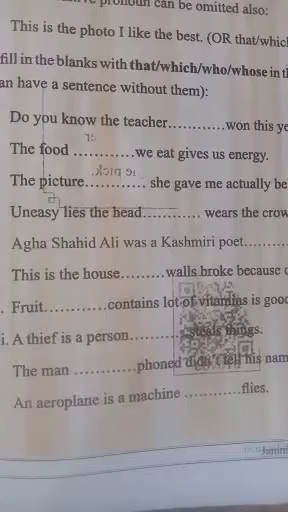 pronoun can be omitted also:
This is the photo I like the best. (OR that/which
fill in the blanks with that/which/who/whose in th
an have a sentence without them):
Do you know the teacher............won this ye
The food ............we eat gives us energy.
The picture............ she gave me actually be
Uneasy lies the head............ wears the crow
Agha Shahid Ali was a Kashmiri poet.........
This is the house.........walls broke because
Fruit............contains lot of vitamins is good
i. A thief is a person............steals things.
The man ............phoned didn't tell his nam
An aeroplane is a machine ............flies.